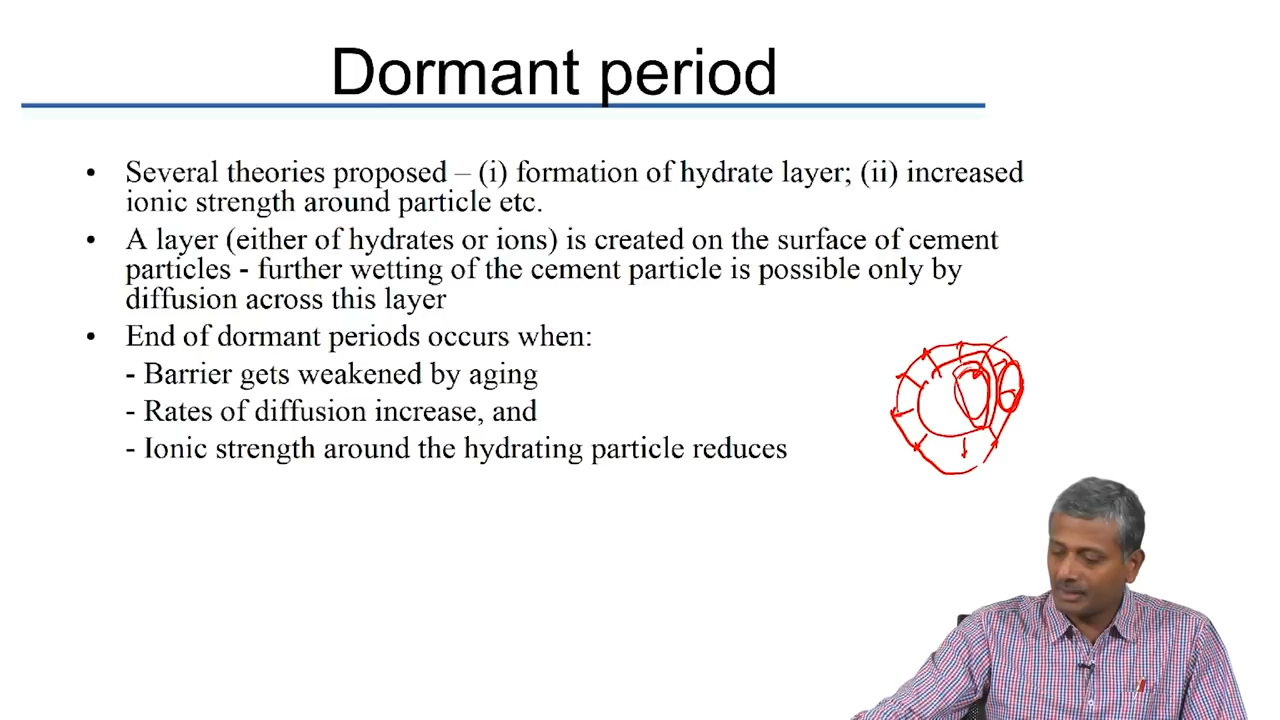 Dormant period
• Several theories proposed – (i) formation of hydrate layer; (ii) increased
ionic strength around particle etc.
• A layer (either of hydrates or ions) is created on the surface of cement
particles - further wetting of the cement particle is possible only by
diffusion across this layer
• End of dormant periods occurs when:
- Barrier gets weakened by aging
- Rates of diffusion increase, and
- Ionic strength around the hydrating particle reduces